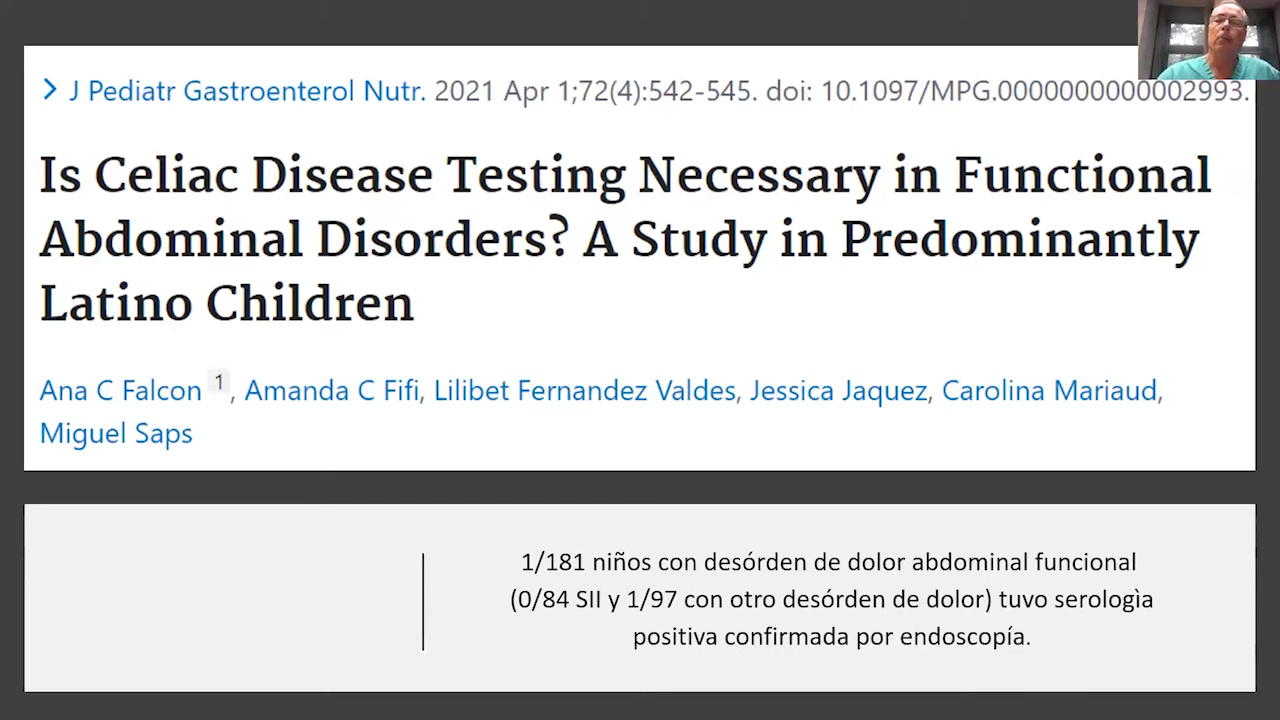 > J Pediatr Gastroenterol Nutr. 2021 Apr 1;72(4):542-545. doi: 10.1097/MPG.0000000000002993.
Is Celiac Disease Testing Necessary in Functional
Abdominal Disorders? A Study in Predominantly
Latino Children
Ana C Falcon 1, Amanda C Fifi, Lilibet Fernandez Valdes, Jessica Jaquez, Carolina Mariaud,
Miguel Saps
1/181 niños con desórden de dolor abdominal funcional
(0/84 SII y 1/97 con otro desórden de dolor) tuvo serologìa
positiva confirmada por endoscopía.